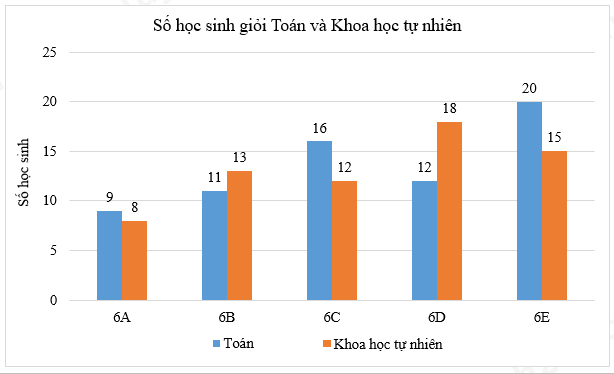 Số học sinh giỏi Toán và Khoa học tự nhiên
Số học sinh
25
20
15
10
5
0
9
8
11
13
16
12
12
18
20
15
6A
6B
6C
6D
6E
Toán
Khoa học tự nhiên